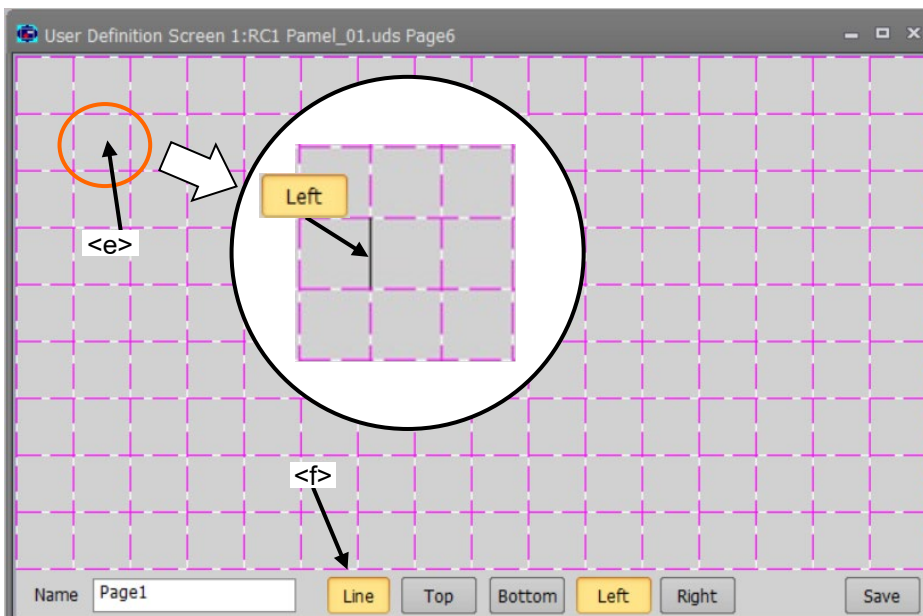 User Definition Screen 1:RC1 Pamel_01.uds Page6
Left
<e>
<f>
Name Page1 Line Top Bottom Left Right Save